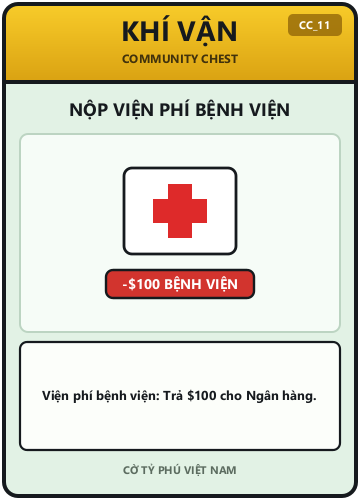 KHÍ VẬN
CC_11
COMMUNITY CHEST
NỘP VIỆN PHÍ BỆNH VIỆN
-$100 BỆNH VIỆN
Viện phí bệnh viện: Trả $100 cho Ngân hàng.
CỜ TỶ PHÚ VIỆT NAM